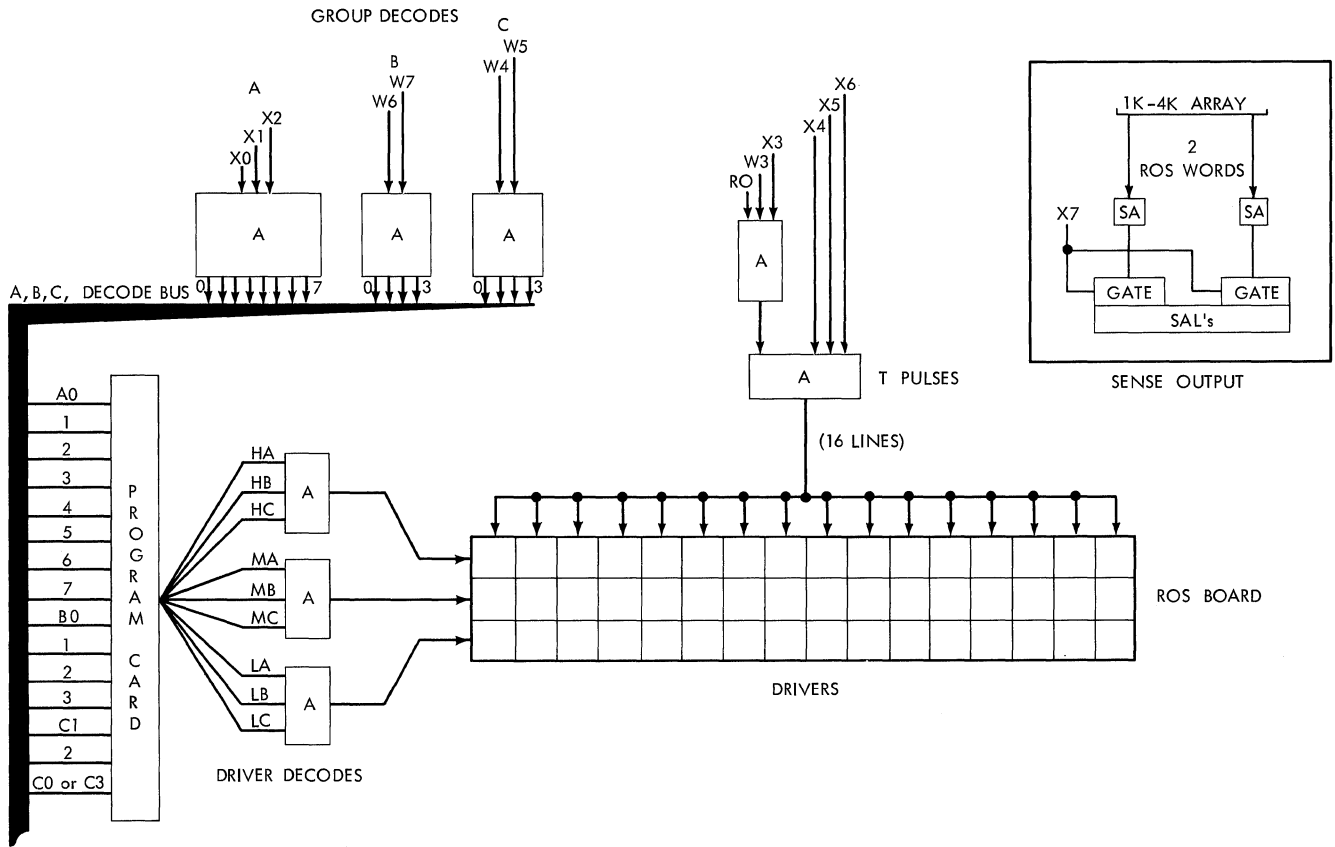 GROUP DECODES
A
X0
X1
X2
B
W6
W7
C
W4
W5
A
A
A
0
7
0
3
0
3
A, B, C, DECODE BUS
A0
1
2
3
4
5
6
7
B0
1
2
3
C1
2
C0 or C3
PROGRAM CARD
HA
HB
HC
A
MA
MB
MC
A
LA
LB
LC
A
DRIVER DECODES
RO
W3
X3
X4
X5
X6
A
A
T PULSES
(16 LINES)
ROS BOARD
DRIVERS
1K-4K ARRAY
2
ROS WORDS
X7
SA
SA
GATE
GATE
SAL's
SENSE OUTPUT